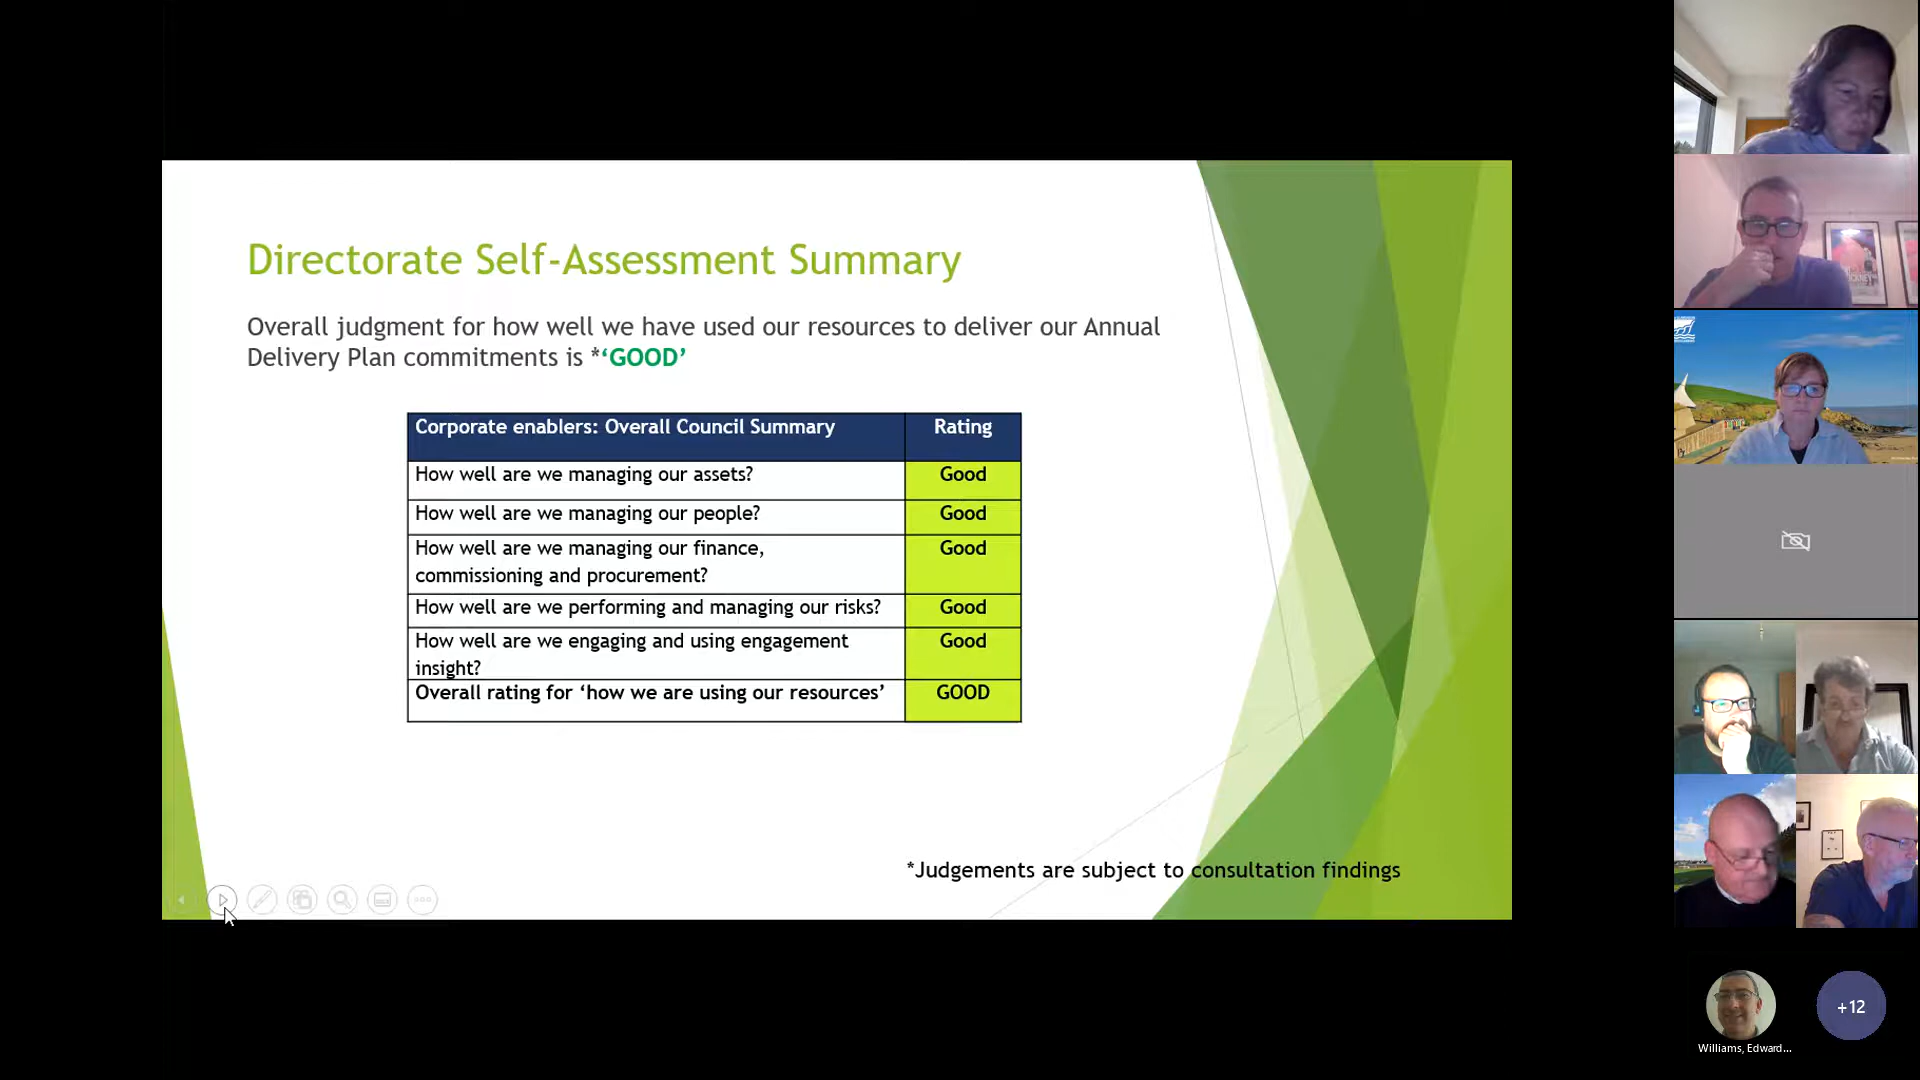 Directorate Self-Assessment Summary
Overall judgment for how well we have used our resources to deliver our Annual
Delivery Plan commitments is *‘GOOD’
Corporate enablers: Overall Council Summary Rating
How well are we managing our assets? Good
How well are we managing our people? Good
How well are we managing our finance, Good
commissioning and procurement?
How well are we performing and managing our risks? Good
How well are we engaging and using engagement Good
insight?
Overall rating for ‘how we are using our resources’ GOOD
*Judgements are subject to consultation findings
+12
Williams, Edward...